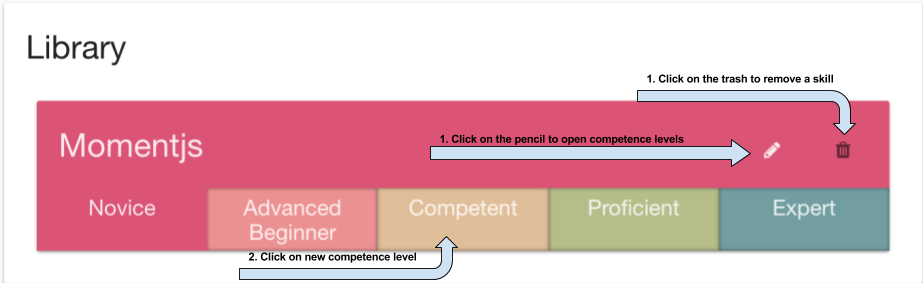 Library
1. Click on the trash to remove a skill
1. Click on the pencil to open competence levels
Momentjs
Novice
Advanced
Beginner
Competent
Proficient
Expert
2. Click on new competence level